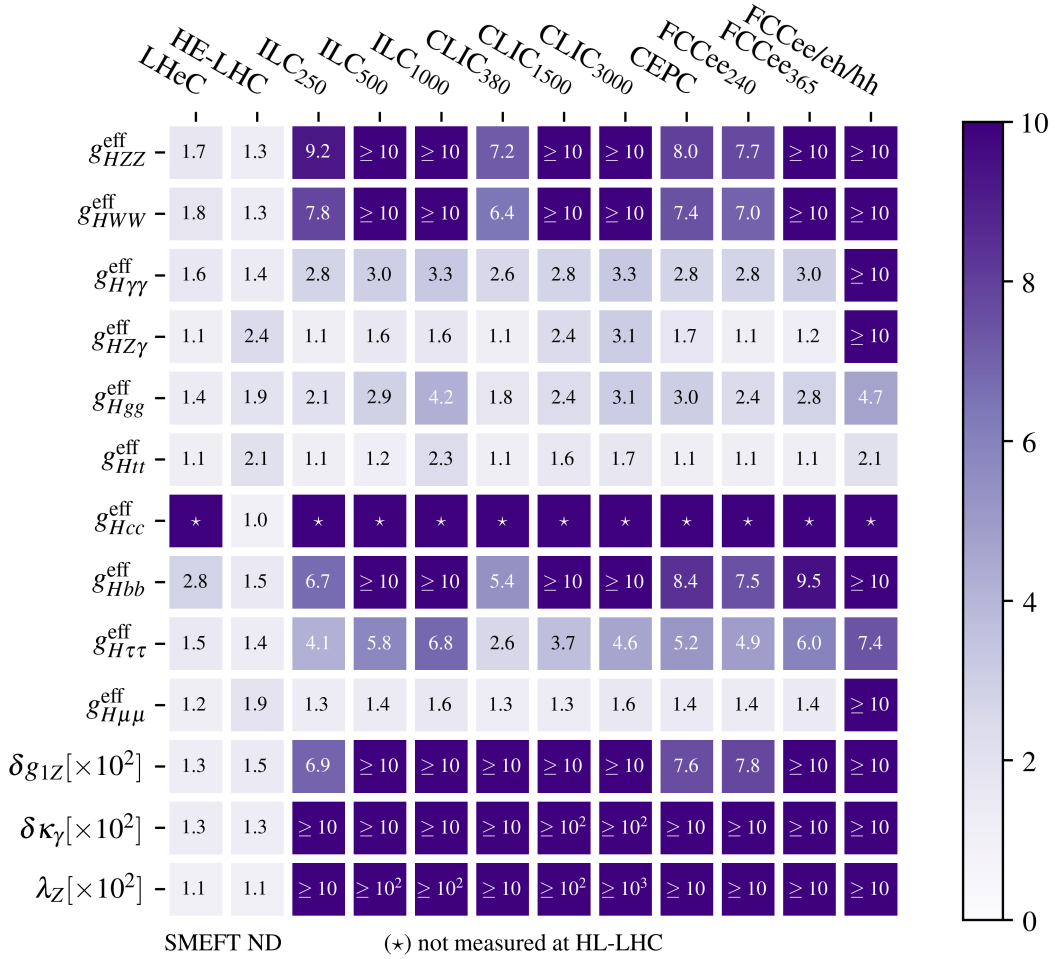 LHeC HE-LHC ILC₂₅₀ ILC₅₀₀ ILC₁₀₀₀ CLIC₃₈₀ CLIC₁₅₀₀ CLIC₃₀₀₀ CEPC FCCee₂₄₀ FCCee₃₆₅ FCCee/eh/hh
g^eff_HZZ 1.7 1.3 9.2 ≥ 10 ≥ 10 7.2 ≥ 10 ≥ 10 8.0 7.7 ≥ 10 ≥ 10
g^eff_HWW 1.8 1.3 7.8 ≥ 10 ≥ 10 6.4 ≥ 10 ≥ 10 7.4 7.0 ≥ 10 ≥ 10
g^eff_Hγγ 1.6 1.4 2.8 3.0 3.3 2.6 2.8 3.3 2.8 2.8 3.0 ≥ 10
g^eff_HZγ 1.1 2.4 1.1 1.6 1.6 1.1 2.4 3.1 1.7 1.1 1.2 ≥ 10
g^eff_Hgg 1.4 1.9 2.1 2.9 4.2 1.8 2.4 3.1 3.0 2.4 2.8 4.7
g^eff_Htt 1.1 2.1 1.1 1.2 2.3 1.1 1.6 1.7 1.1 1.1 1.1 2.1
g^eff_Hcc ⋆ 1.0 ⋆ ⋆ ⋆ ⋆ ⋆ ⋆ ⋆ ⋆ ⋆ ⋆
g^eff_Hbb 2.8 1.5 6.7 ≥ 10 ≥ 10 5.4 ≥ 10 ≥ 10 8.4 7.5 9.5 ≥ 10
g^eff_Hττ 1.5 1.4 4.1 5.8 6.8 2.6 3.7 4.6 5.2 4.9 6.0 7.4
g^eff_Hμμ 1.2 1.9 1.3 1.4 1.6 1.3 1.3 1.6 1.4 1.4 1.4 ≥ 10
δg_1Z[×10²] 1.3 1.5 6.9 ≥ 10 ≥ 10 ≥ 10 ≥ 10 ≥ 10 7.6 7.8 ≥ 10 ≥ 10
δκ_γ[×10²] 1.3 1.3 ≥ 10 ≥ 10 ≥ 10 ≥ 10 ≥ 10² ≥ 10² ≥ 10 ≥ 10 ≥ 10 ≥ 10
λ_Z[×10²] 1.1 1.1 ≥ 10 ≥ 10² ≥ 10² ≥ 10 ≥ 10² ≥ 10³ ≥ 10 ≥ 10 ≥ 10 ≥ 10
SMEFT ND (⋆) not measured at HL-LHC
10
8
6
4
2
0